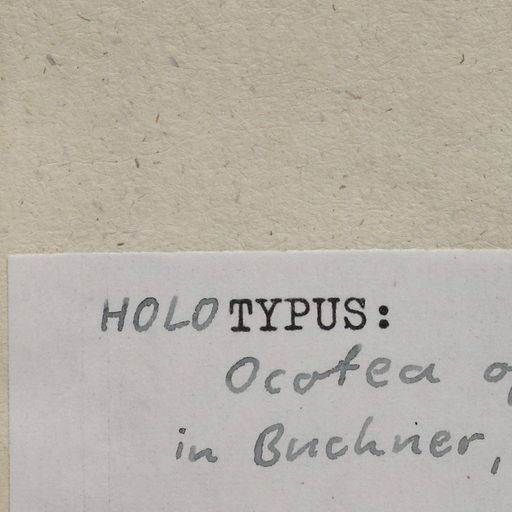 HOLOTYPUS:
Ocotea
in Buchner,